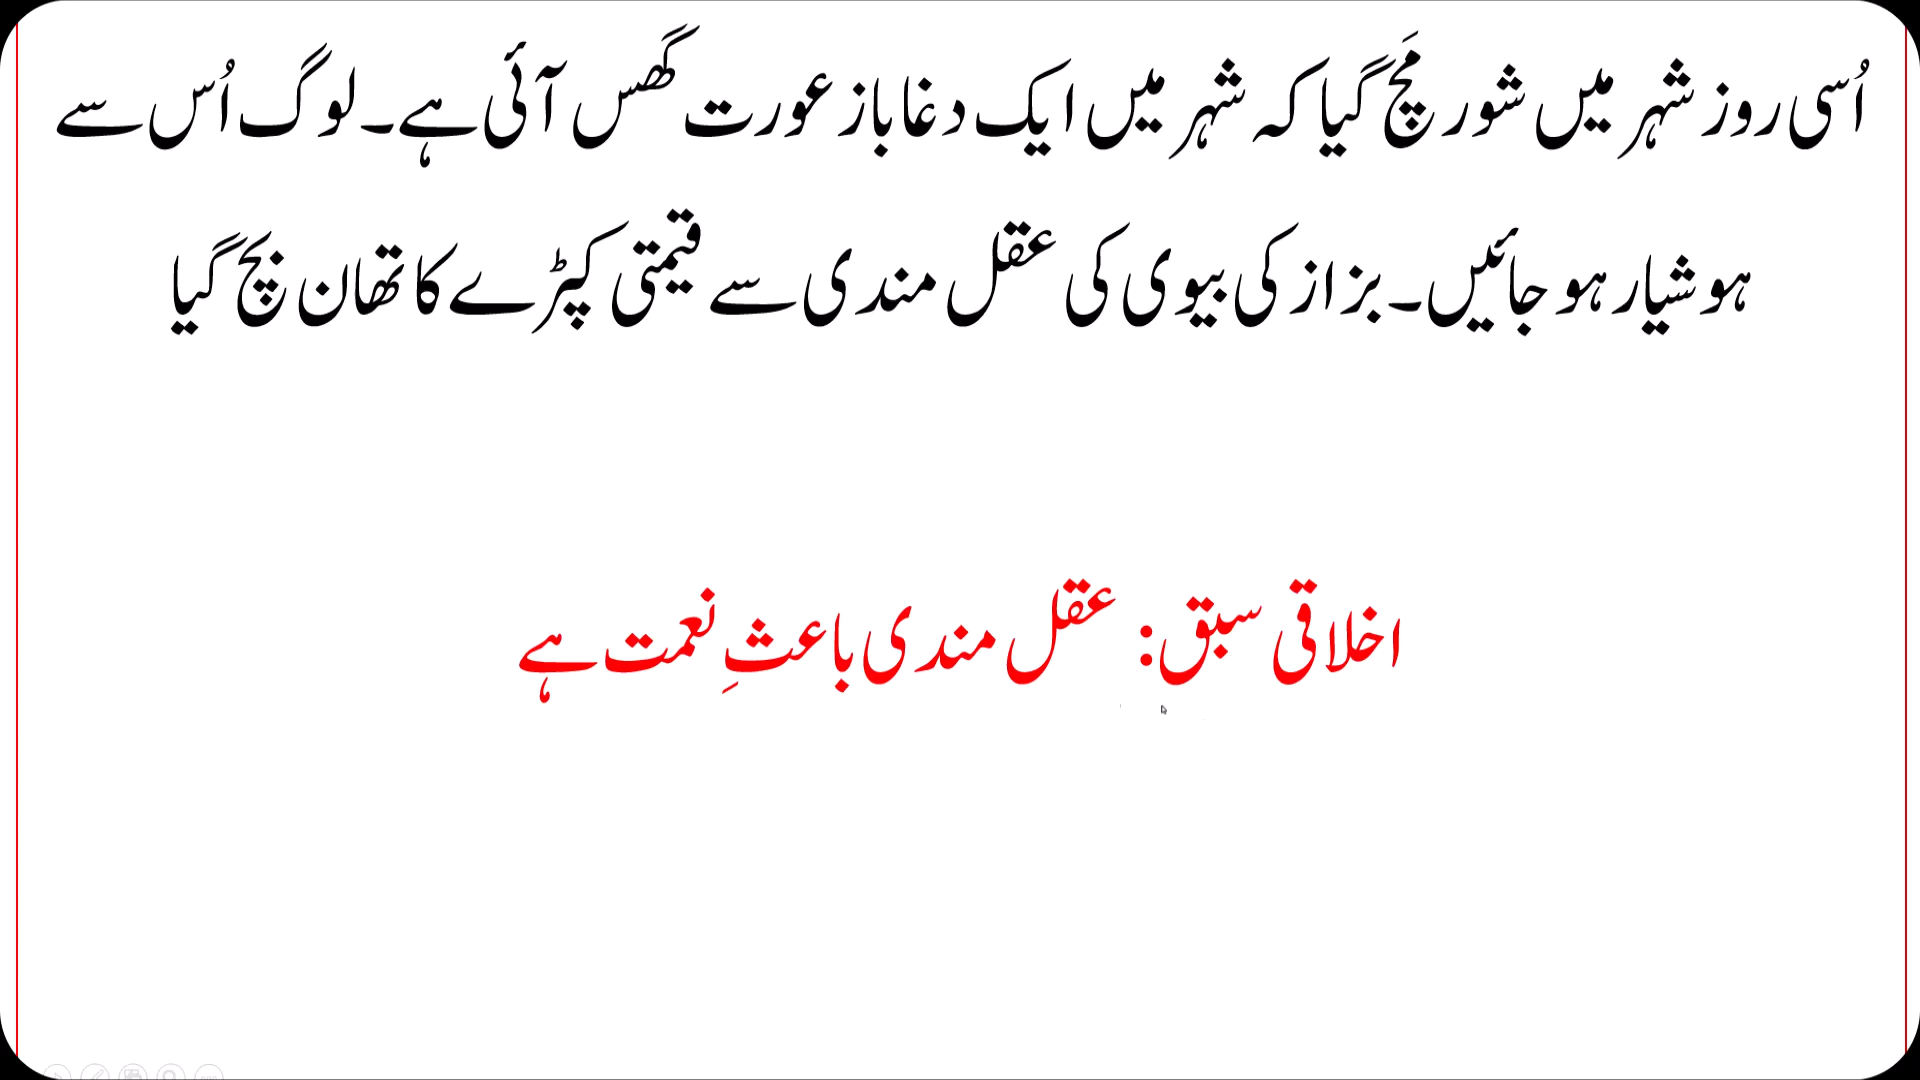 اُسی روز شہر میں شور مَچ گیا کہ شہر میں ایک دغا باز عورت گھس آئی ہے۔ لوگ اُس سے
ہوشیار ہو جائیں۔ بزاز کی بیوی کی عقل مندی سے قیمتی کپڑے کا تھان بچ گیا
اخلاقی سبق: عقل مندی باعثِ نعمت ہے